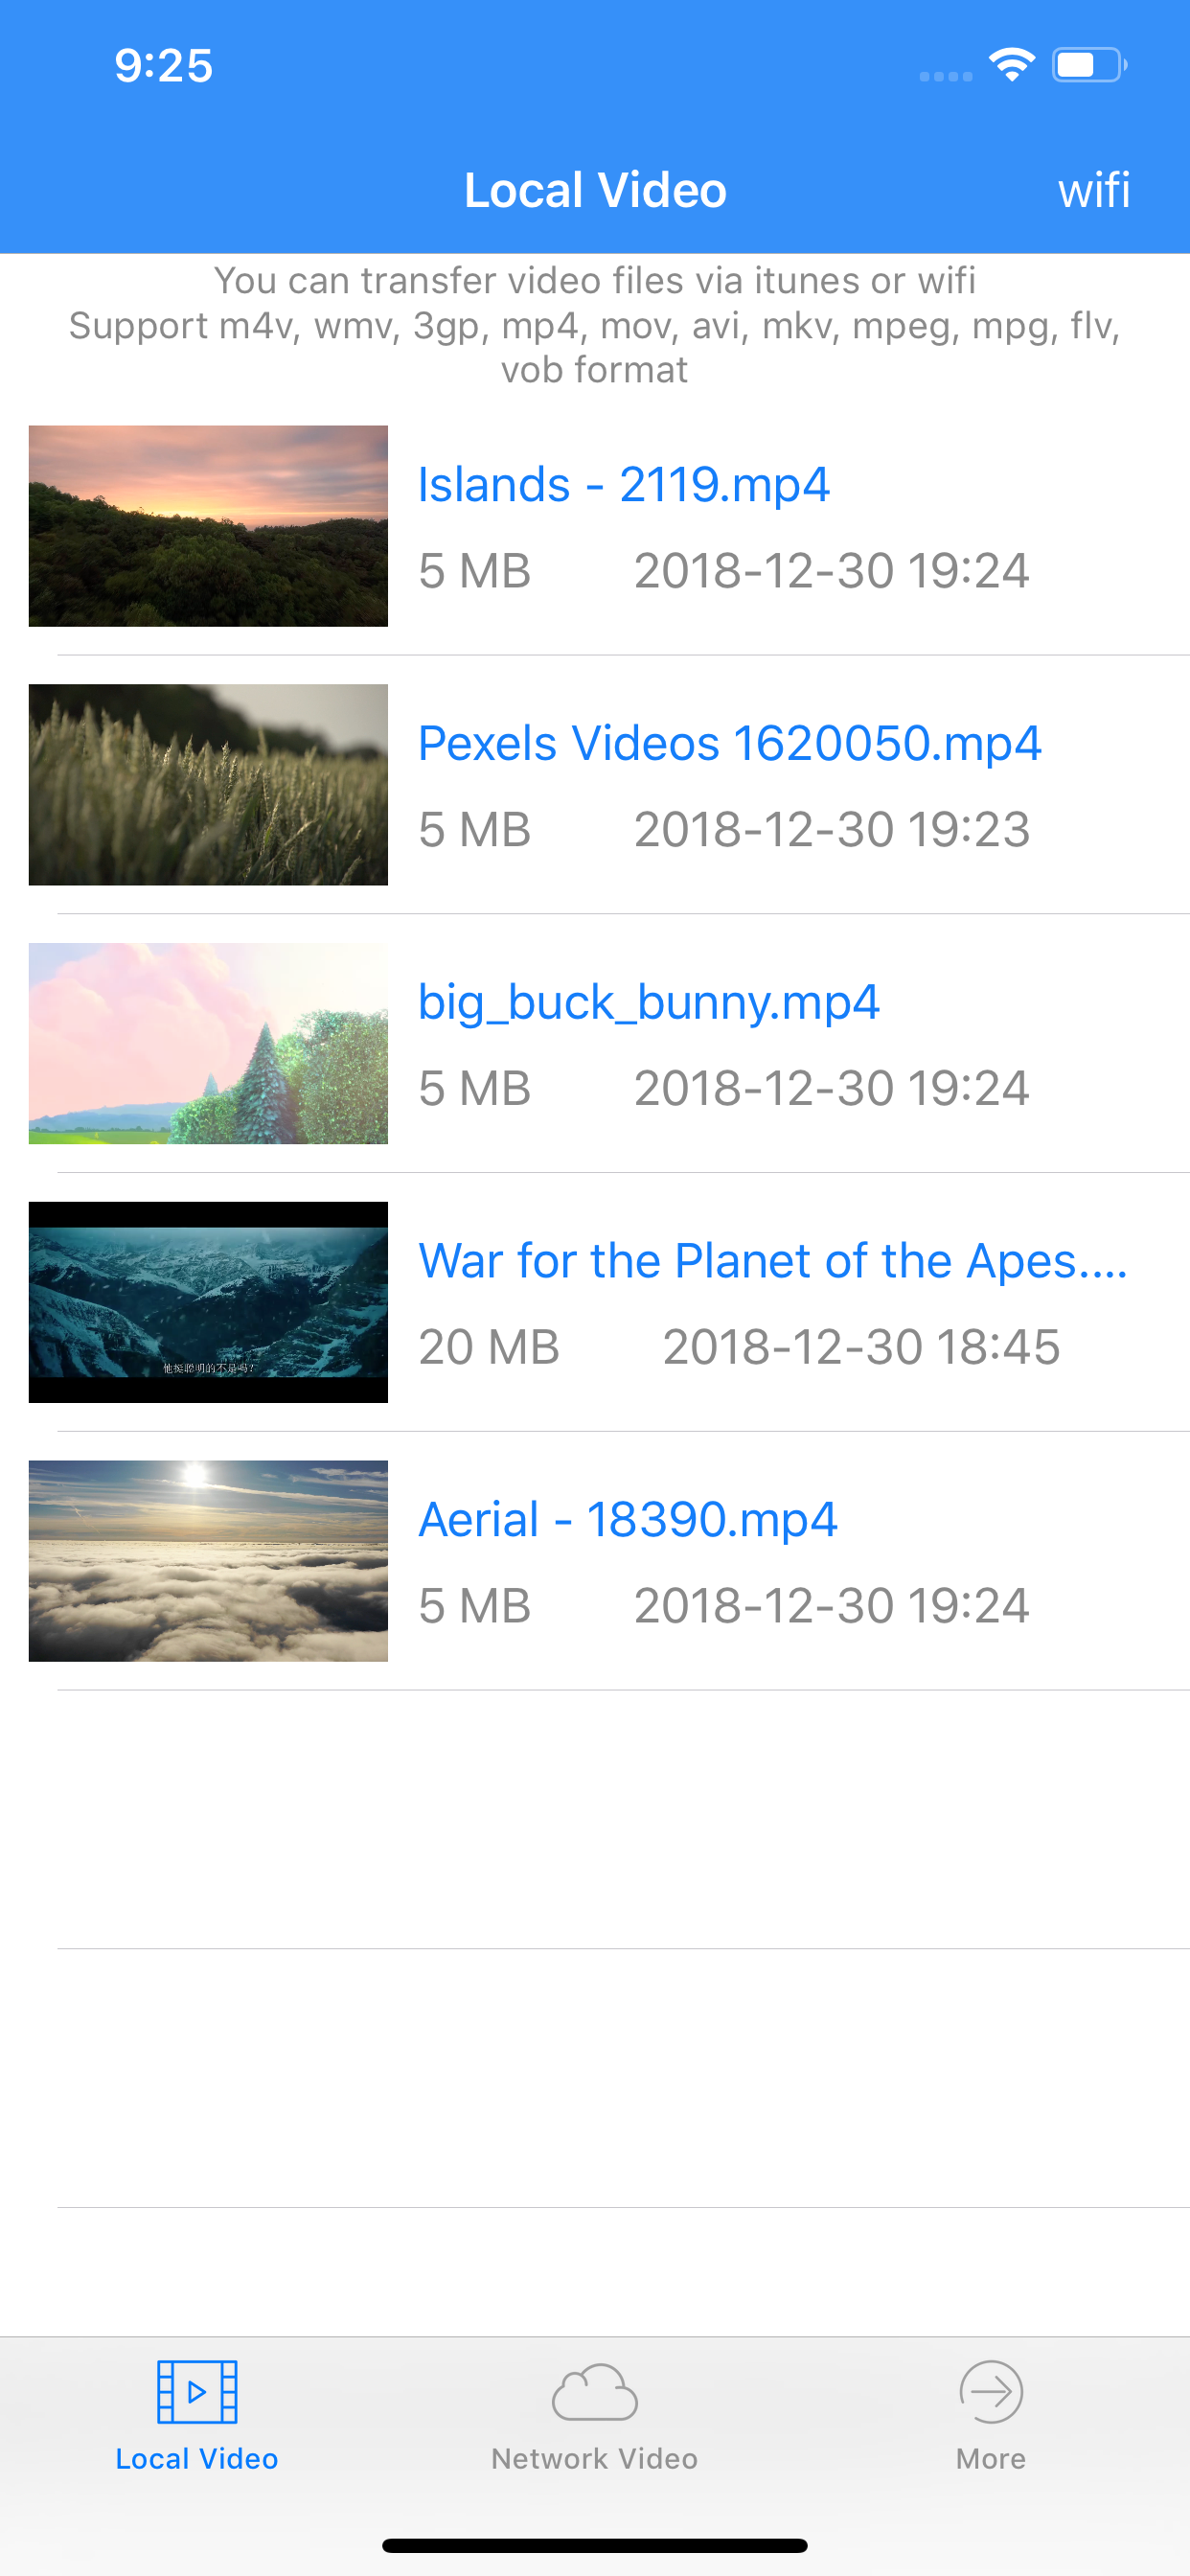 9:25
Local Video
wifi
You can transfer video files via itunes or wifi
Support m4v, wmv, 3gp, mp4, mov, avi, mkv, mpeg, mpg, flv,
vob format
Islands - 2119.mp4
5 MB 2018-12-30 19:24
Pexels Videos 1620050.mp4
5 MB 2018-12-30 19:23
big_buck_bunny.mp4
5 MB 2018-12-30 19:24
War for the Planet of the Apes....
20 MB 2018-12-30 18:45
他挺聪明的不是吗?
Aerial - 18390.mp4
5 MB 2018-12-30 19:24
Local Video
Network Video
More